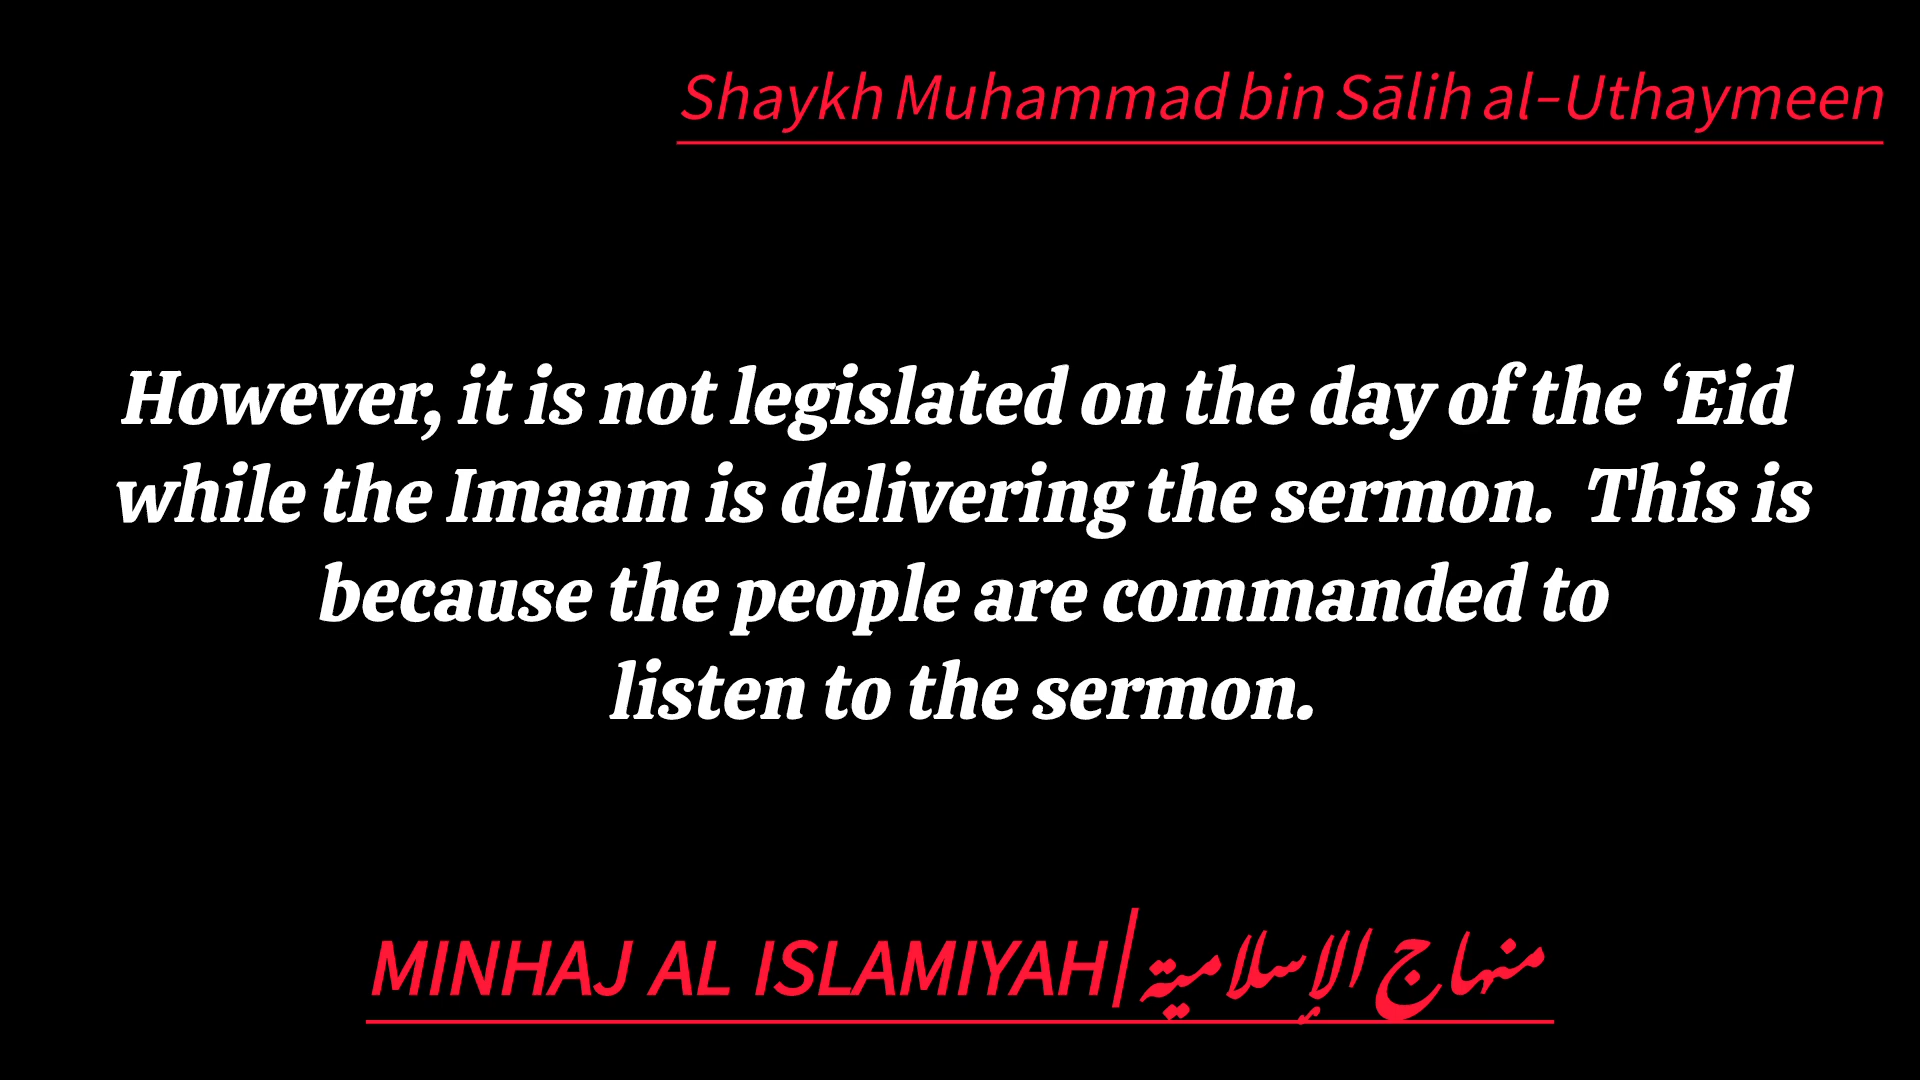 Shaykh Muhammad bin Sālih al-Uthaymeen
However, it is not legislated on the day of the ‘Eid
while the Imaam is delivering the sermon.  This is
because the people are commanded to
listen to the sermon.
MINHAJ AL ISLAMIYAH|منهاج الإسلامية